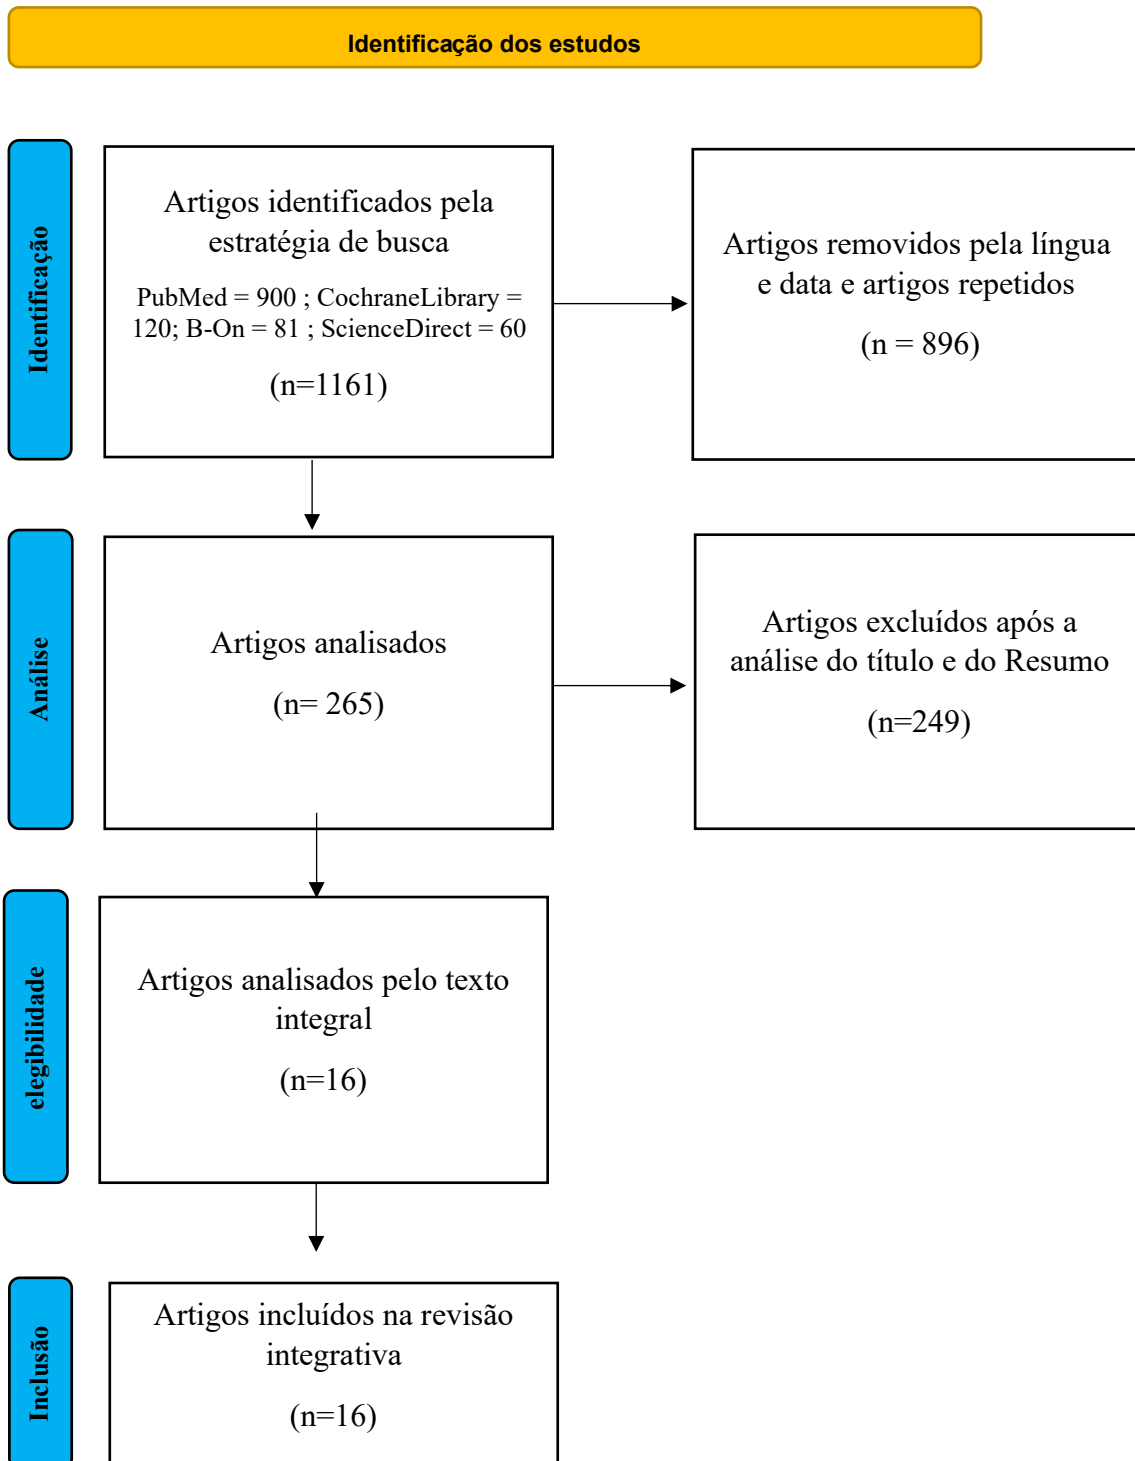 Identificação dos estudos
Identificação
Artigos identificados pela
estratégia de busca
PubMed = 900 ; CochraneLibrary =
120; B-On = 81 ; ScienceDirect = 60
(n=1161)
Artigos removidos pela língua
e data e artigos repetidos
(n = 896)
Análise
Artigos analisados
(n= 265)
Artigos excluídos após a
análise do título e do Resumo
(n=249)
elegibilidade
Artigos analisados pelo texto
integral
(n=16)
Inclusão
Artigos incluídos na revisão
integrativa
(n=16)